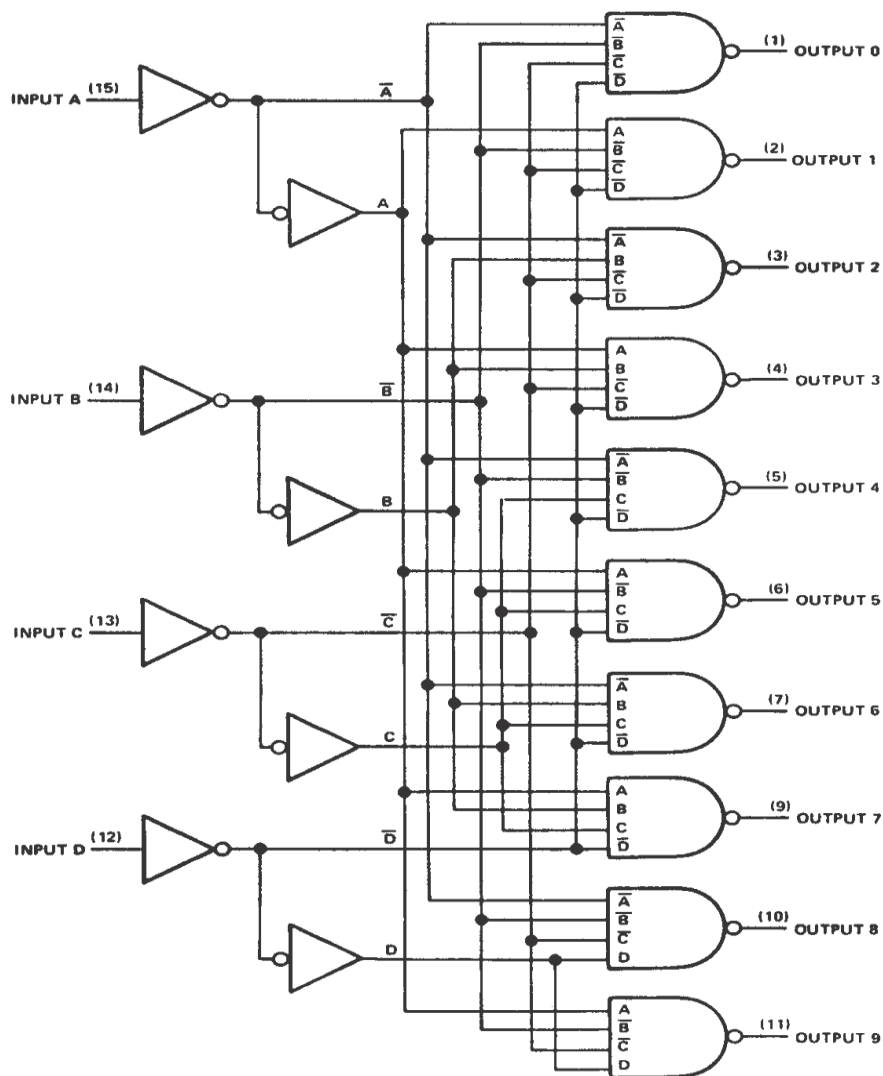 A̅
B̅
C̅
D̅
(1) OUTPUT 0
INPUT A (15)
A̅
A
B̅
C̅
D̅
(2) OUTPUT 1
A
A̅
B
C̅
D̅
(3) OUTPUT 2
A
B
C̅
D̅
(4) OUTPUT 3
INPUT B (14)
B̅
A̅
B̅
C
D̅
(5) OUTPUT 4
B
A
B̅
C
D̅
(6) OUTPUT 5
INPUT C (13)
C̅
A̅
B
C
D̅
(7) OUTPUT 6
C
A
B
C
D̅
(9) OUTPUT 7
INPUT D (12)
D̅
A̅
B̅
C̅
D
(10) OUTPUT 8
D
A
B̅
C̅
D
(11) OUTPUT 9